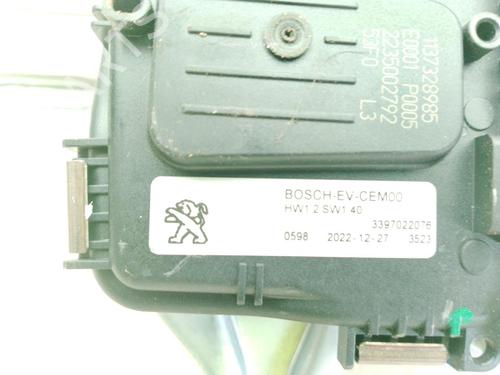 1137328985
E0001 P0005
2235002792
53F0 L3
BOSCH-EV-CEM00
HW1.2 SW1.40
3397022076
0598 2022-12-27 3523